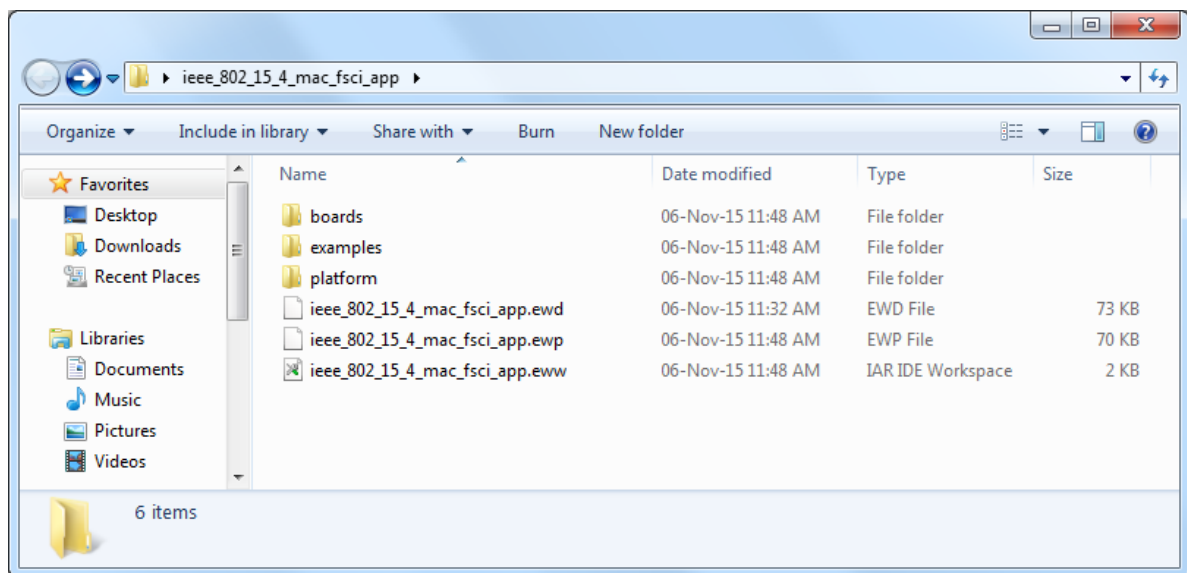 ieee_802_15_4_mac_fsci_app
Organize Include in library Share with Burn New folder
Favorites
Desktop
Downloads
Recent Places
Libraries
Documents
Music
Pictures
Videos
Name Date modified Type Size
boards 06-Nov-15 11:48 AM File folder
examples 06-Nov-15 11:48 AM File folder
platform 06-Nov-15 11:48 AM File folder
ieee_802_15_4_mac_fsci_app.ewd 06-Nov-15 11:32 AM EWD File 73 KB
ieee_802_15_4_mac_fsci_app.ewp 06-Nov-15 11:48 AM EWP File 70 KB
ieee_802_15_4_mac_fsci_app.eww 06-Nov-15 11:48 AM IAR IDE Workspace 2 KB
6 items